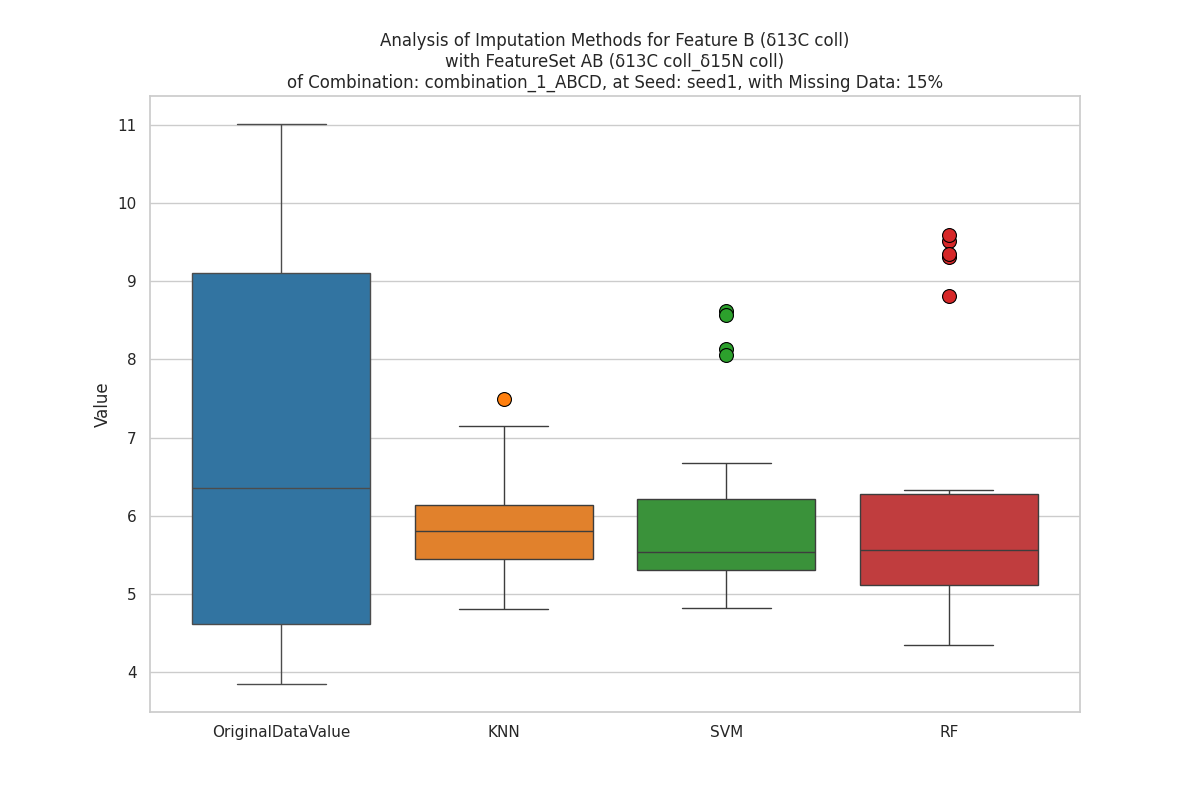 Analysis of Imputation Methods for Feature B (δ13C coll)
with FeatureSet AB (δ13C coll_δ15N coll)
of Combination: combination_1_ABCD, at Seed: seed1, with Missing Data: 15%
11
10
9
8
7
6
5
4
Value
OriginalDataValue
KNN
SVM
RF